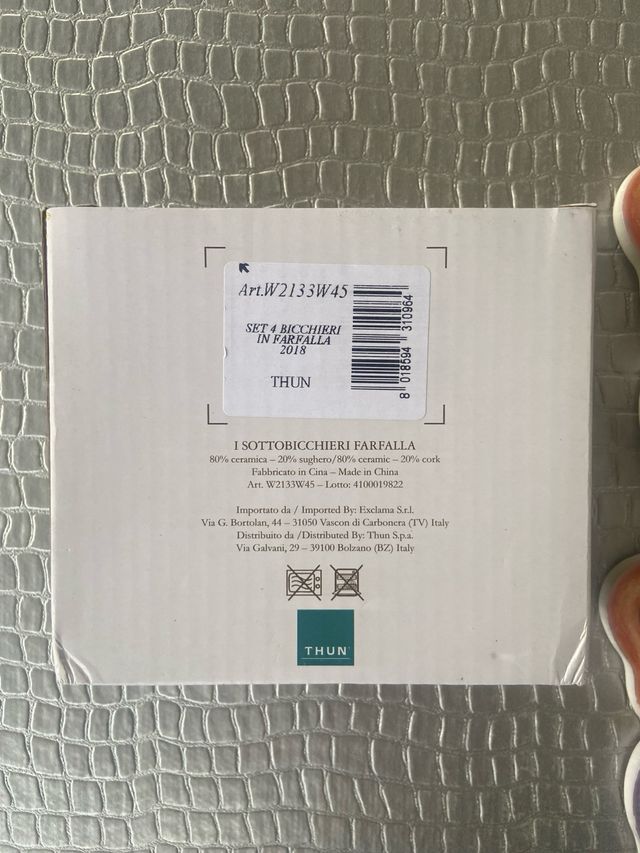 Art.W2133W45
SET 4 BICCHIERI
IN FARFALLA
2018
THUN
8 018594 310964
I SOTTOBICCHIERI FARFALLA
80% ceramica – 20% sughero/80% ceramic – 20% cork
Fabbricato in Cina – Made in China
Art. W2133W45 – Lotto: 4100019822
Importato da / Imported By: Exclama S.r.l.
Via G. Bortolan, 44 – 31050 Vascon di Carbonera (TV) Italy
Distribuito da /Distributed By: Thun S.p.a.
Via Galvani, 29 – 39100 Bolzano (BZ) Italy
THUN